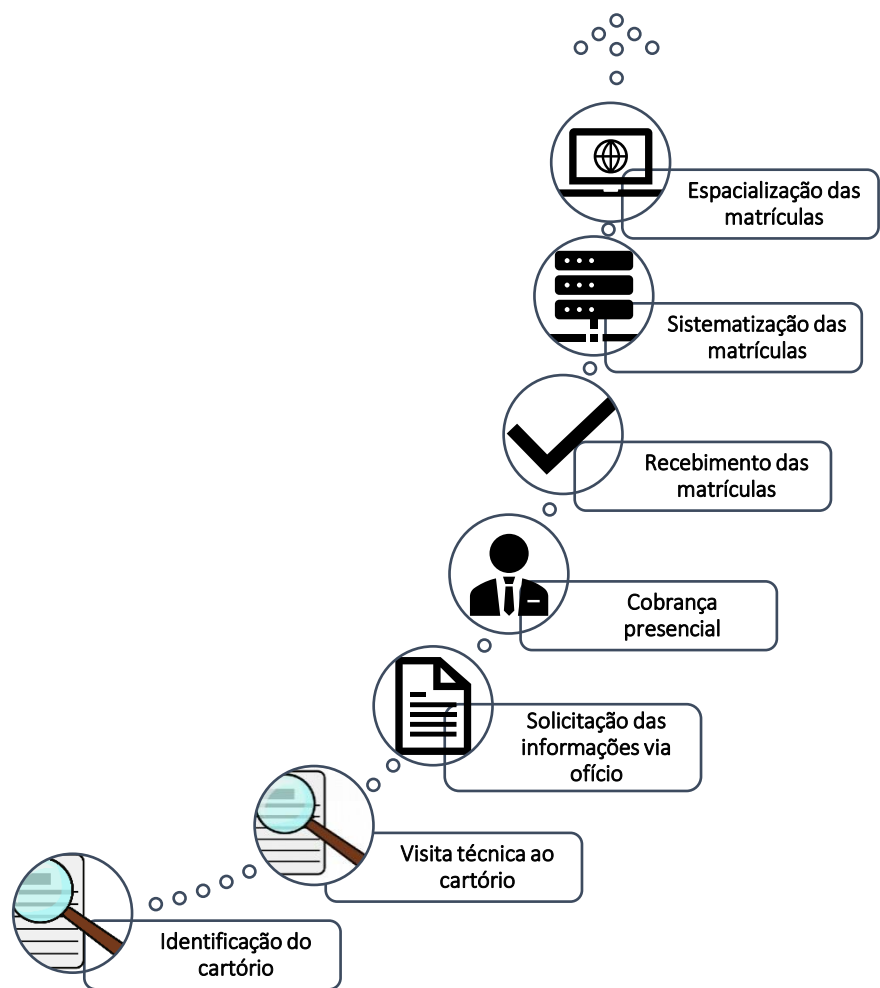 Espacialização das
matrículas
Sistematização das
matrículas
Recebimento das
matrículas
Cobrança
presencial
Solicitação das
informações via
ofício
Visita técnica ao
cartório
Identificação do
cartório